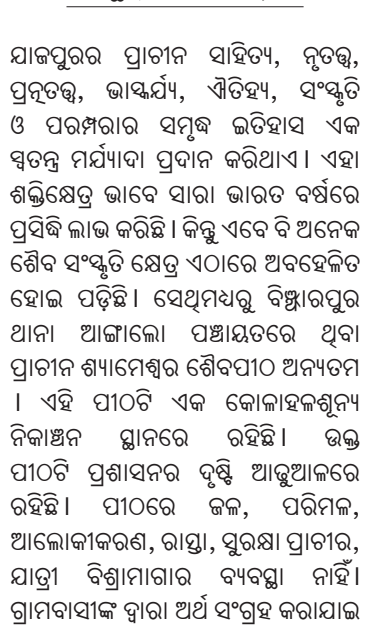 ଯାଜପୁରର ପ୍ରାଚୀନ ସାହିତ୍ୟ, ନୃତତ୍ତ୍ୱ,
ପ୍ରତ୍ନତତ୍ତ୍ୱ, ଭାସ୍କର୍ଯ୍ୟ, ଐତିହ୍ୟ, ସଂସ୍କୃତି
ଓ ପରମ୍ପରାର ସମୃଦ୍ଧ ଇତିହାସ ଏକ
ସ୍ୱତନ୍ତ୍ର ମର୍ଯ୍ୟାଦା ପ୍ରଦାନ କରିଥାଏ । ଏହା
ଶକ୍ତିକ୍ଷେତ୍ର ଭାବେ ସାରା ଭାରତ ବର୍ଷରେ
ପ୍ରସିଦ୍ଧି ଲାଭ କରିଛି । କିନ୍ତୁ ଏବେ ବି ଅନେକ
ଶୈବ ସଂସ୍କୃତି କ୍ଷେତ୍ର ଏଠାରେ ଅବହେଳିତ
ହୋଇ ପଡ଼ିଛି । ସେଥିମଧ୍ୟରୁ ବିଞ୍ଝାରପୁର
ଥାନା ଆଙ୍ଗାଲୋ ପଞ୍ଚାୟତରେ ଥିବା
ପ୍ରାଚୀନ ଶ୍ୟାମେଶ୍ୱର ଶୈବପୀଠ ଅନ୍ୟତମ
। ଏହି ପୀଠଟି ଏକ କୋଳାହଳଶୂନ୍ୟ
ନିକାଞ୍ଚନ ସ୍ଥାନରେ ରହିଛି । ଉକ୍ତ
ପୀଠଟି ପ୍ରଶାସନର ଦୃଷ୍ଟି ଆଢୁଆଳରେ
ରହିଛି । ପୀଠରେ ଜଳ, ପରିମଳ,
ଆଲୋକୀକରଣ, ରାସ୍ତା, ସୁରକ୍ଷା ପ୍ରାଚୀର,
ଯାତ୍ରୀ ବିଶ୍ରାମାଗାର ବ୍ୟବସ୍ଥା ନାହିଁ ।
ଗ୍ରାମବାସୀଙ୍କ ଦ୍ୱାରା ଅର୍ଥ ସଂଗ୍ରହ କରାଯାଇ